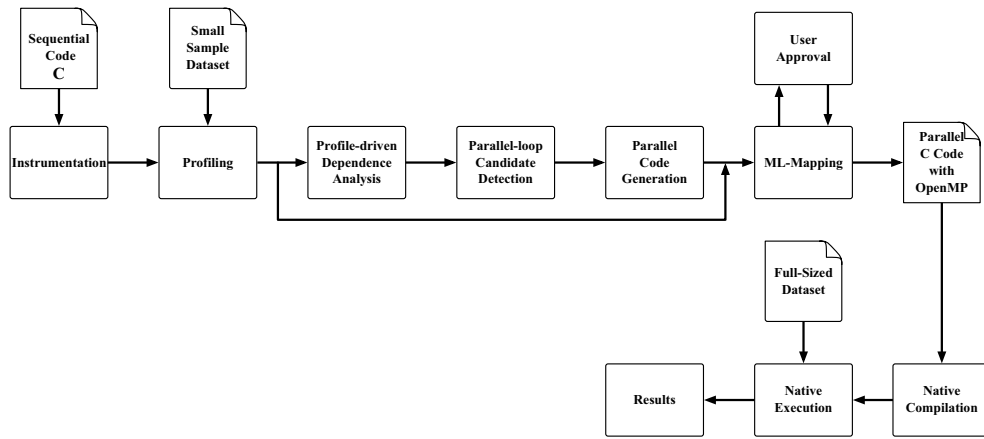 Sequential
Code
C
Small
Sample
Dataset
User
Approval
Instrumentation
Profiling
Profile-driven
Dependence
Analysis
Parallel-loop
Candidate
Detection
Parallel
Code
Generation
ML-Mapping
Parallel
C Code
with
OpenMP
Full-Sized
Dataset
Results
Native
Execution
Native
Compilation